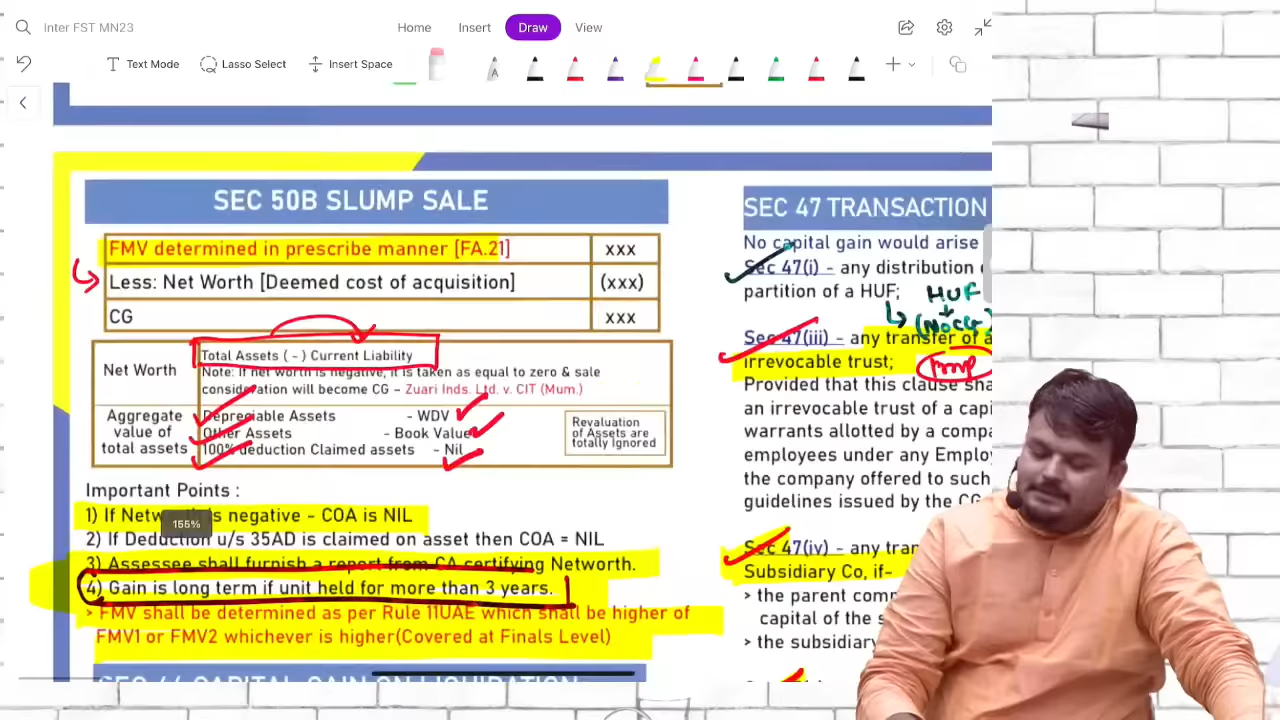 Inter FST MN23
Home Insert Draw View
Text Mode Lasso Select Insert Space
SEC 50B SLUMP SALE
FMV determined in prescribe manner [FA.21] xxx
Less: Net Worth [Deemed cost of acquisition] (xxx)
CG xxx
Net Worth
Total Assets ( - ) Current Liability
Note: If net worth is negative, it is taken as equal to zero & sale
consideration will become CG - Zuari Inds. Ltd. v. CIT (Mum.)
Aggregate value of total assets
Depreciable Assets - WDV
Other Assets - Book Value
100% deduction Claimed assets - Nil
Revaluation
of Assets are
totally Ignored
Important Points :
1) If Networth is negative - COA is NIL
155%
2) If Deduction u/s 35AD is claimed on asset then COA = NIL
3) Assessee shall furnish a report from CA certifying Networth.
4) Gain is long term if unit held for more than 3 years.
> FMV shall be determined as per Rule 11UAE which shall be higher of
FMV1 or FMV2 whichever is higher(Covered at Finals Level)
SEC 47 TRANSACTION
No capital gain would arise
Sec 47(i) - any distribution
partition of a HUF;
HUF
(No CG)
Sec 47(iii) - any transfer of a
irrevocable trust;
Imp
Provided that this clause sha
an irrevocable trust of a capi
warrants allotted by a compa
employees under any Employ
the company offered to such
guidelines issued by the CG
Sec 47(iv) - any tran
Subsidiary Co, if-
> the parent com
capital of the s
> the subsidiary